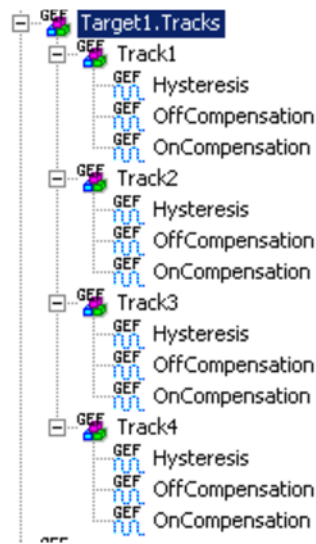 GEF Target1.Tracks
GEF Track1
GEF Hysteresis
GEF OffCompensation
GEF OnCompensation
GEF Track2
GEF Hysteresis
GEF OffCompensation
GEF OnCompensation
GEF Track3
GEF Hysteresis
GEF OffCompensation
GEF OnCompensation
GEF Track4
GEF Hysteresis
GEF OffCompensation
GEF OnCompensation
GEF